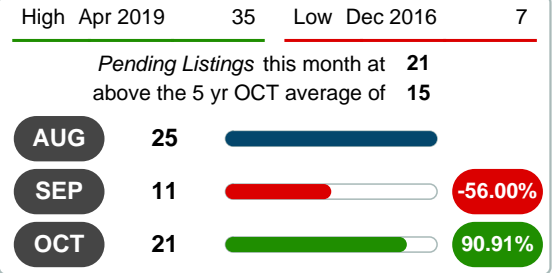 High Apr 2019 35 Low Dec 2016 7
Pending Listings this month at 21
above the 5 yr OCT average of 15
AUG 25
SEP 11 -56.00%
OCT 21 90.91%